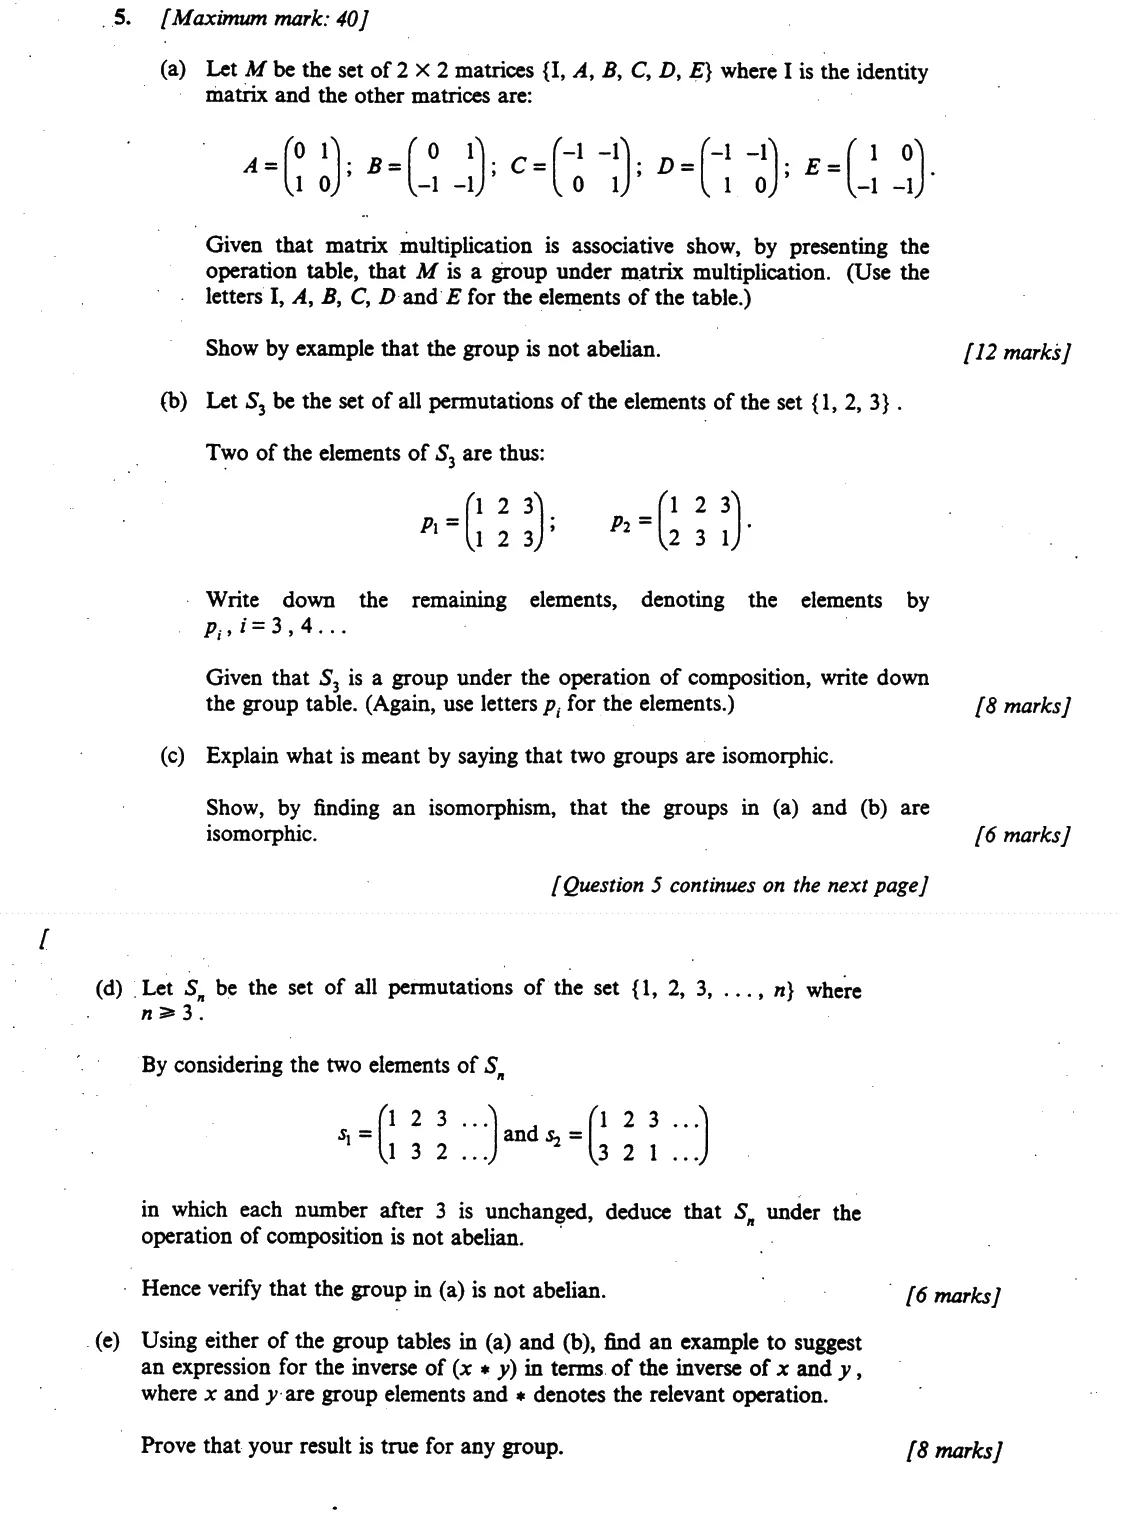 5. [Maximum mark: 40]
(a) Let M be the set of 2 × 2 matrices {I, A, B, C, D, E} where I is the identity
matrix and the other matrices are:
A = (0 1; 1 0); B = (0 1; -1 -1); C = (-1 -1; 0 1); D = (-1 -1; 1 0); E = (1 0; -1 -1).
Given that matrix multiplication is associative show, by presenting the
operation table, that M is a group under matrix multiplication. (Use the
letters I, A, B, C, D and E for the elements of the table.)
Show by example that the group is not abelian. [12 marks]
(b) Let S₃ be the set of all permutations of the elements of the set {1, 2, 3} .
Two of the elements of S₃ are thus:
p₁ = (1 2 3; 1 2 3); p₂ = (1 2 3; 2 3 1).
Write down the remaining elements, denoting the elements by
pᵢ, i = 3 , 4 . . .
Given that S₃ is a group under the operation of composition, write down
the group table. (Again, use letters pᵢ for the elements.) [8 marks]
(c) Explain what is meant by saying that two groups are isomorphic.
Show, by finding an isomorphism, that the groups in (a) and (b) are
isomorphic. [6 marks]
[Question 5 continues on the next page]
[
(d) Let Sₙ be the set of all permutations of the set {1, 2, 3, . . ., n} where
n ⩾ 3 .
By considering the two elements of Sₙ
s₁ = (1 2 3 ...; 1 3 2 ...) and s₂ = (1 2 3 ...; 3 2 1 ...)
in which each number after 3 is unchanged, deduce that Sₙ under the
operation of composition is not abelian.
Hence verify that the group in (a) is not abelian. [6 marks]
(e) Using either of the group tables in (a) and (b), find an example to suggest
an expression for the inverse of (x * y) in terms of the inverse of x and y ,
where x and y are group elements and * denotes the relevant operation.
Prove that your result is true for any group. [8 marks]